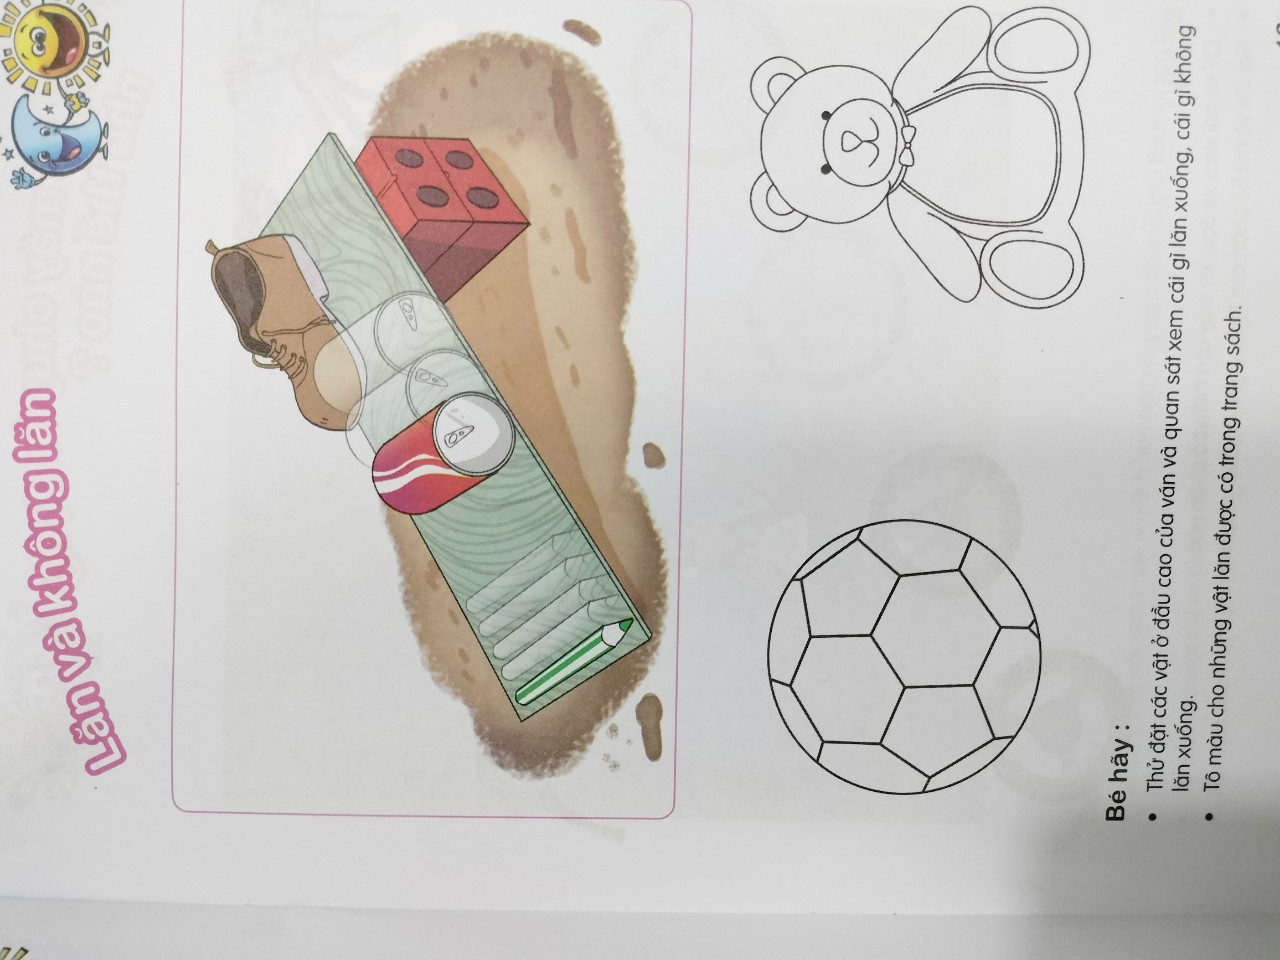 Lăn và không lăn
Bé hãy :
• Thử đặt các vật ở đầu cao của ván và quan sát xem cái gì lăn xuống, cái gì không
lăn xuống.
• Tô màu cho những vật lăn được có trong trang sách.